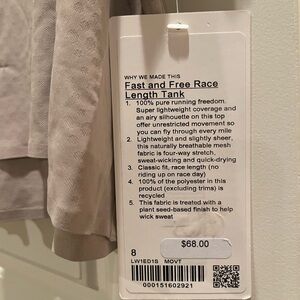 WHY WE MADE THIS
Fast and Free Race
Length Tank
1. 100% pure running freedom.
Super lightweight coverage and
an airy silhouette on this top
offer unrestricted movement so
you can fly through every mile
2. Lightweight and slightly sheer,
this naturally breathable mesh
fabric is four-way stretch,
sweat-wicking and quick-drying
3. Classic fit, race length (no
riding up on race day)
4. 100% of the polyester in this
product (excluding trims) is
recycled
5. This fabric is treated with a
plant seed-based finish to help
wick sweat
$68.00
8
LW1ED1S MOVT
000151602921